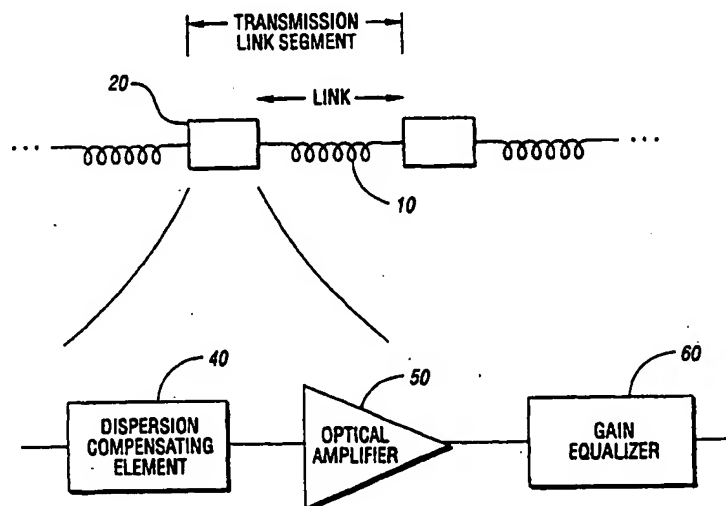 TRANSMISSION
LINK SEGMENT
20
LINK
...
...
10
40
50
60
DISPERSION
COMPENSATING
ELEMENT
OPTICAL
AMPLIFIER
GAIN
EQUALIZER